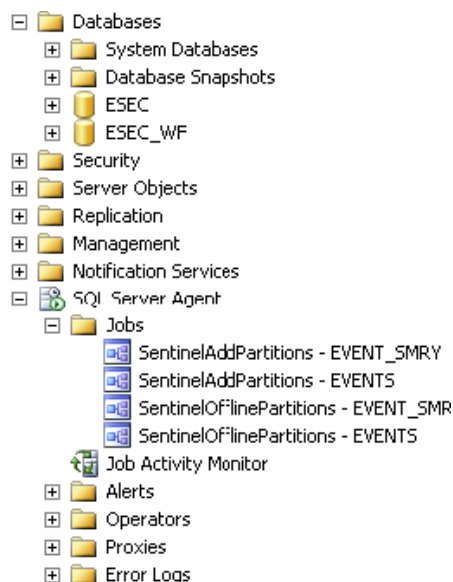 Databases
System Databases
Database Snapshots
ESEC
ESEC_WF
Security
Server Objects
Replication
Management
Notification Services
SQL Server Agent
Jobs
SentinelAddPartitions - EVENT_SMRY
SentinelAddPartitions - EVENTS
SentinelOfflinePartitions - EVENT_SMR
SentinelOfflinePartitions - EVENTS
Job Activity Monitor
Alerts
Operators
Proxies
Error Logs